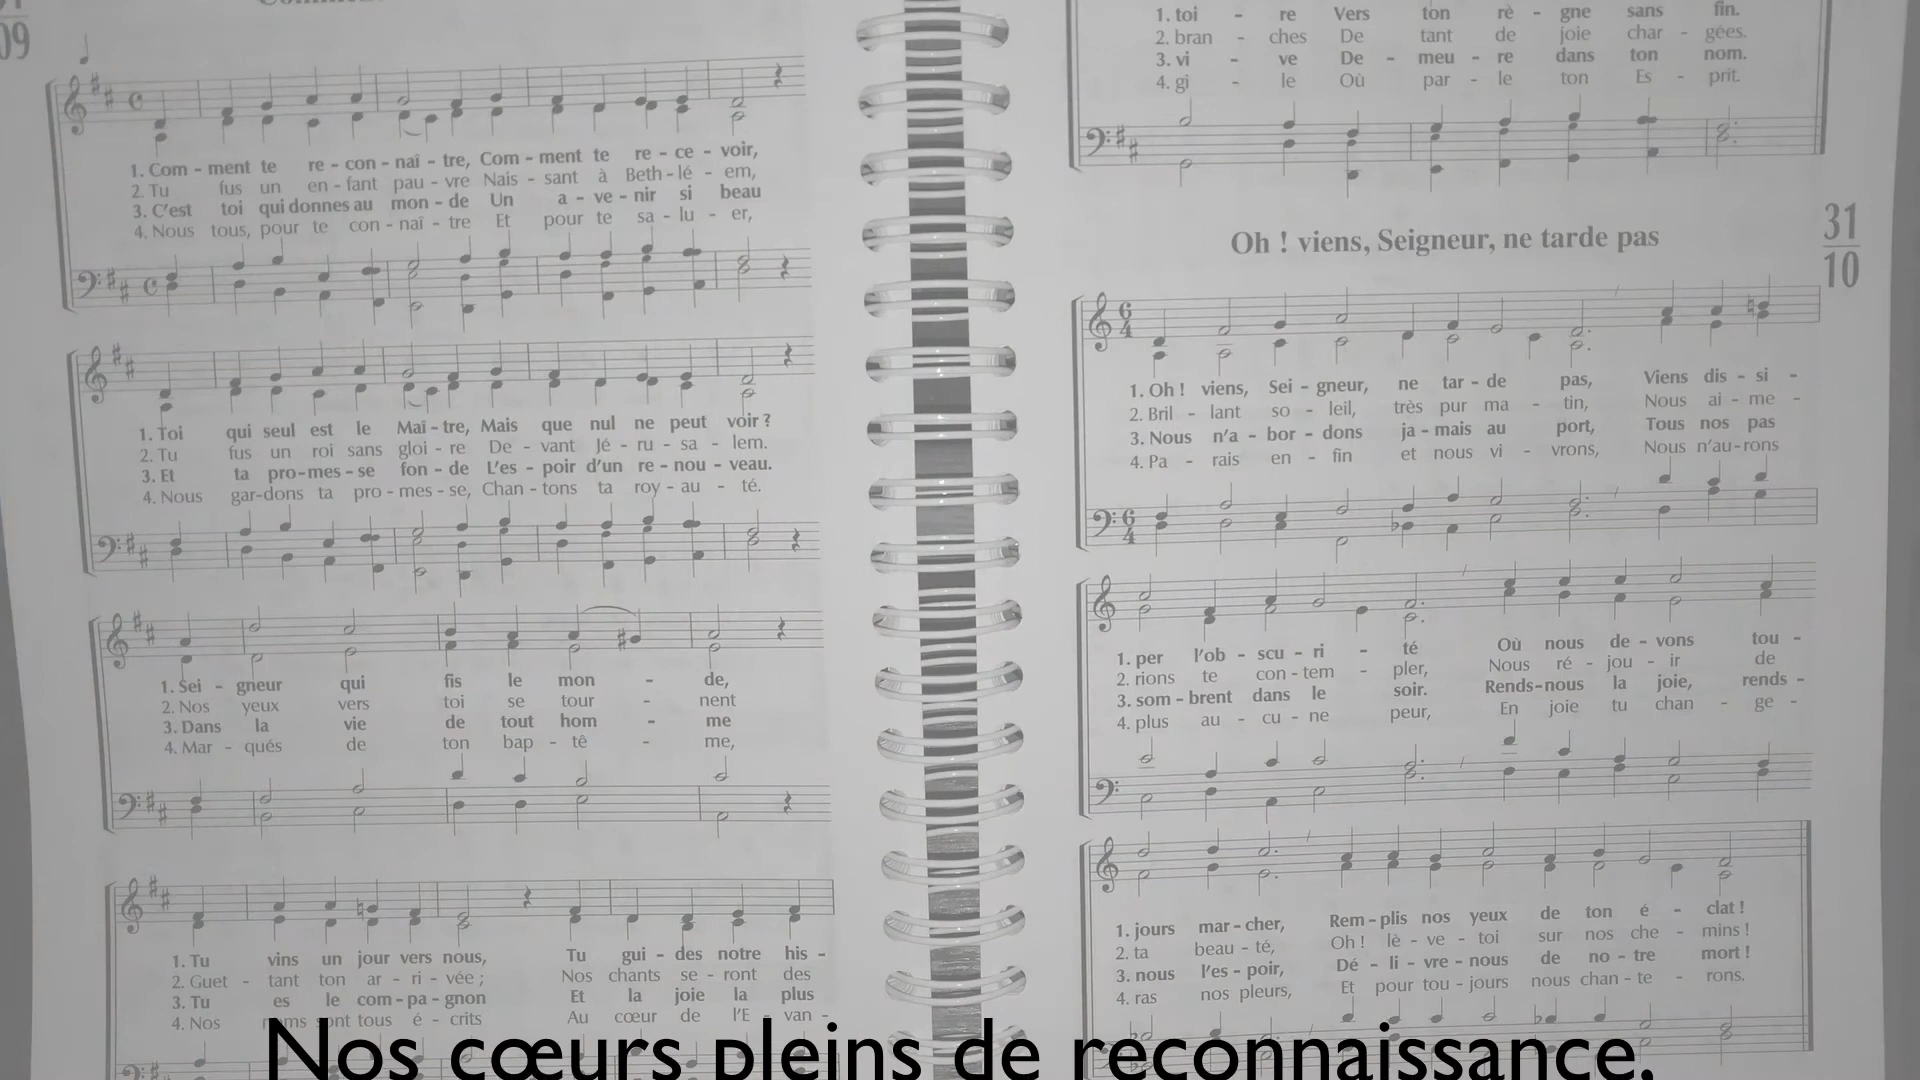 09
1. Com - ment te re - con - naî - tre, Com - ment te re - ce - voir,
2. Tu fus un en - fant pau - vre Nais - sant à Beth - lé - em,
3. C'est toi qui donnes au mon - de Un a - ve - nir si beau
4. Nous tous, pour te con - naî - tre Et pour te sa - lu - er,
1. Toi qui seul est le Maî - tre, Mais que nul ne peut voir ?
2. Tu fus un roi sans gloi - re De - vant Jé - ru - sa - lem.
3. Et ta pro - mes - se fon - de L'es - poir d'un re - nou - veau.
4. Nous gar - dons ta pro - mes - se, Chan - tons ta roy - au - té.
1. Sei - gneur qui fis le mon - de,
2. Nos yeux vers toi se tour - nent
3. Dans la vie de tout hom - me
4. Mar - qués de ton bap - tê - me,
1. Tu vins un jour vers nous, Tu gui - des notre his -
2. Guet - tant ton ar - ri - vée ; Nos chants se - ront des
3. Tu es le com - pa - gnon Et la joie la plus
4. Nos noms sont tous é - crits Au cœur de l'E - van -
1. toi - re Vers ton rè - gne sans fin.
2. bran - ches De tant de joie char - gées.
3. vi - ve De - meu - re dans ton nom.
4. gi - le Où par - le ton Es - prit.
Oh ! viens, Seigneur, ne tarde pas
31
10
1. Oh ! viens, Sei - gneur, ne tar - de pas, Viens dis - si -
2. Bril - lant so - leil, très pur ma - tin, Nous ai - me -
3. Nous n'a - bor - dons ja - mais au port, Tous nos pas
4. Pa - rais en - fin et nous vi - vrons, Nous n'au - rons
1. per l'ob - scu - ri - té Où nous de - vons tou -
2. rions te con - tem - pler, Nous ré - jou - ir de
3. som - brent dans le soir. Rends - nous la joie, rends -
4. plus au - cu - ne peur, En joie tu chan - ge -
1. jours mar - cher, Rem - plis nos yeux de ton é - clat !
2. ta beau - té, Oh ! lè - ve - toi sur nos che - mins !
3. nous l'es - poir, Dé - li - vre - nous de no - tre mort !
4. ras nos pleurs, Et pour tou - jours nous chan - te - rons.
Nos cœurs pleins de reconnaissance,